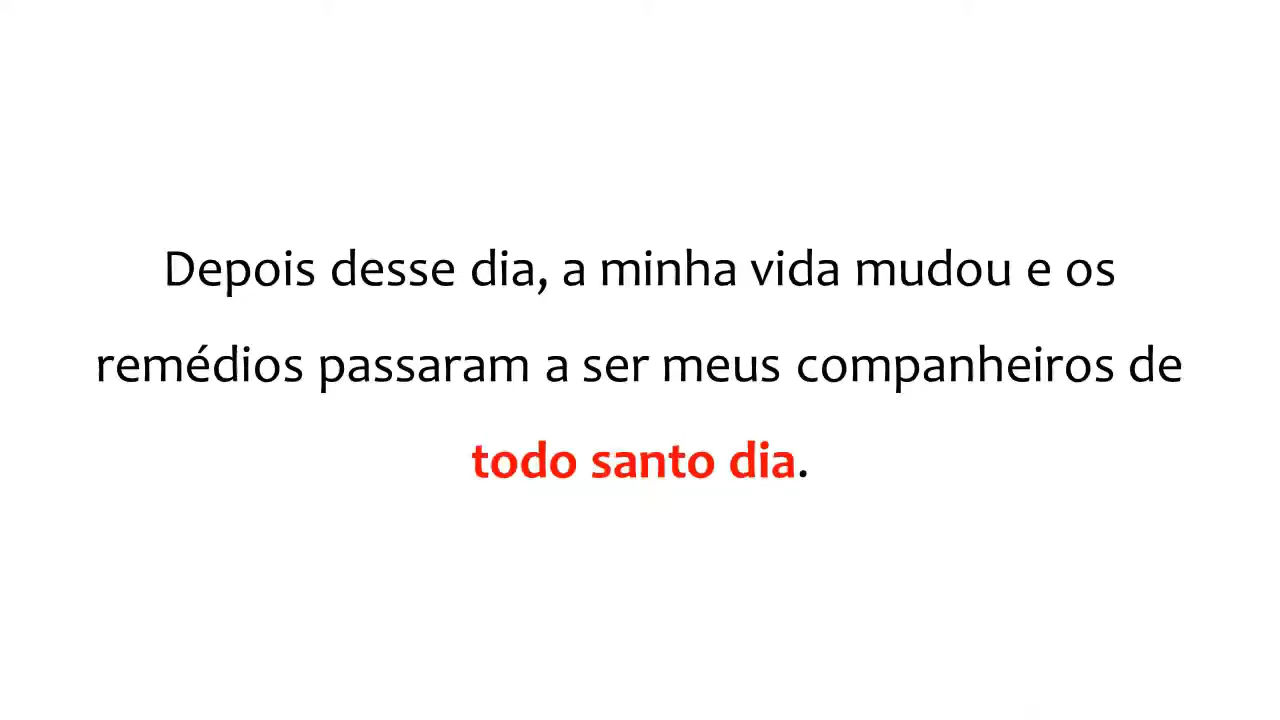 Depois desse dia, a minha vida mudou e os
remédios passaram a ser meus companheiros de
todo santo dia.